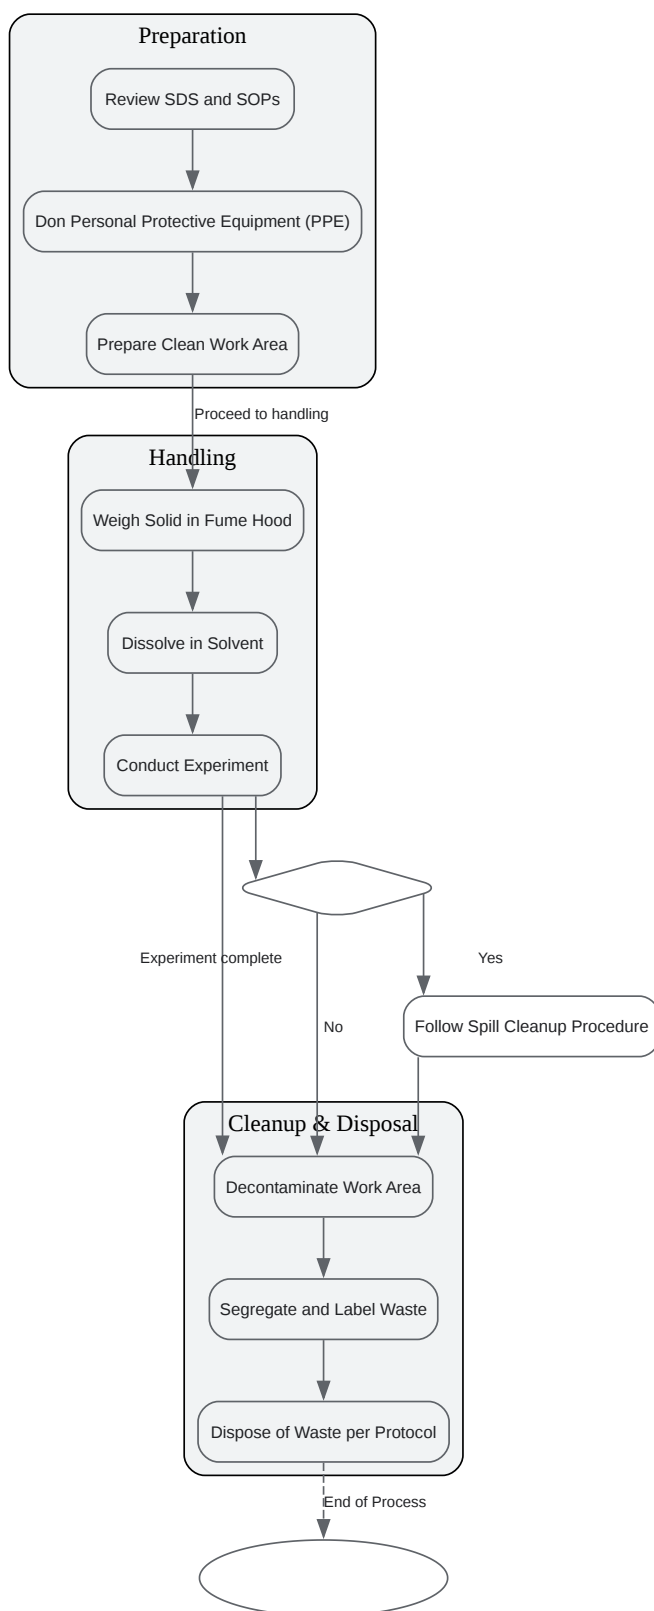 Preparation
Review SDS and SOPs
Don Personal Protective Equipment (PPE)
Prepare Clean Work Area
Proceed to handling
Handling
Weigh Solid in Fume Hood
Dissolve in Solvent
Conduct Experiment
Experiment complete
Yes
No
Follow Spill Cleanup Procedure
Cleanup & Disposal
Decontaminate Work Area
Segregate and Label Waste
Dispose of Waste per Protocol
End of Process